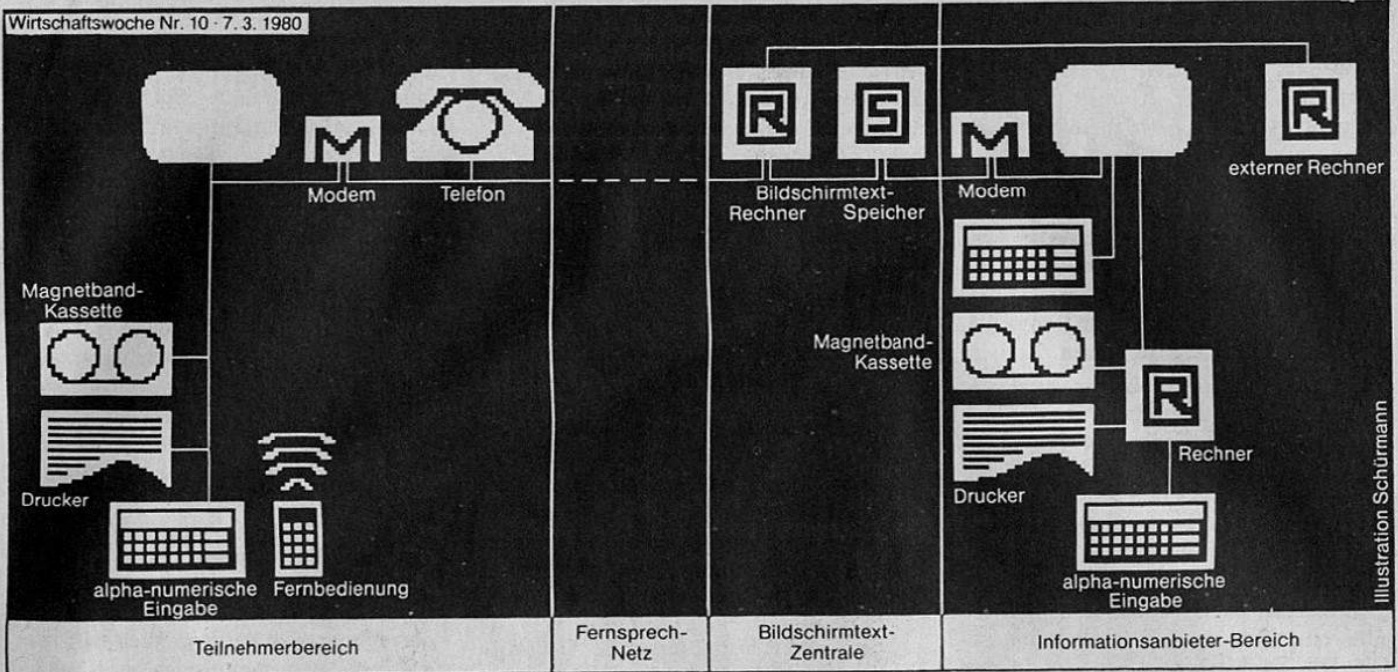 Wirtschaftswoche Nr. 10 · 7. 3. 1980
M
Modem
Telefon
Magnetband-
Kassette
Drucker
alpha-numerische
Eingabe
Fernbedienung
Teilnehmerbereich
Fernsprech-
Netz
R
S
Bildschirmtext-
Rechner
Speicher
Bildschirmtext-
Zentrale
M
Modem
R
externer Rechner
Magnetband-
Kassette
R
Rechner
Drucker
alpha-numerische
Eingabe
Informationsanbieter-Bereich
Illustration Schürmann